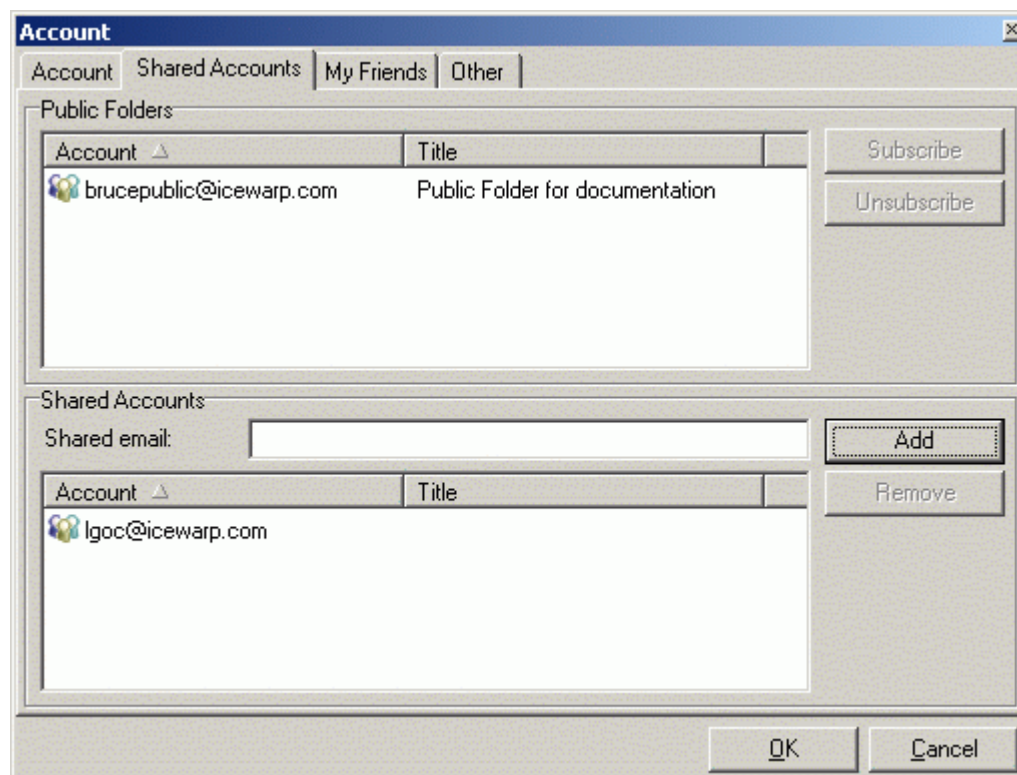 Account
Account Shared Accounts My Friends Other
Public Folders
Account Title
Subscribe
brucepublic@icewarp.com Public Folder for documentation
Unsubscribe
Shared Accounts
Shared email:
Add
Account Title
Remove
lgoc@icewarp.com
OK Cancel